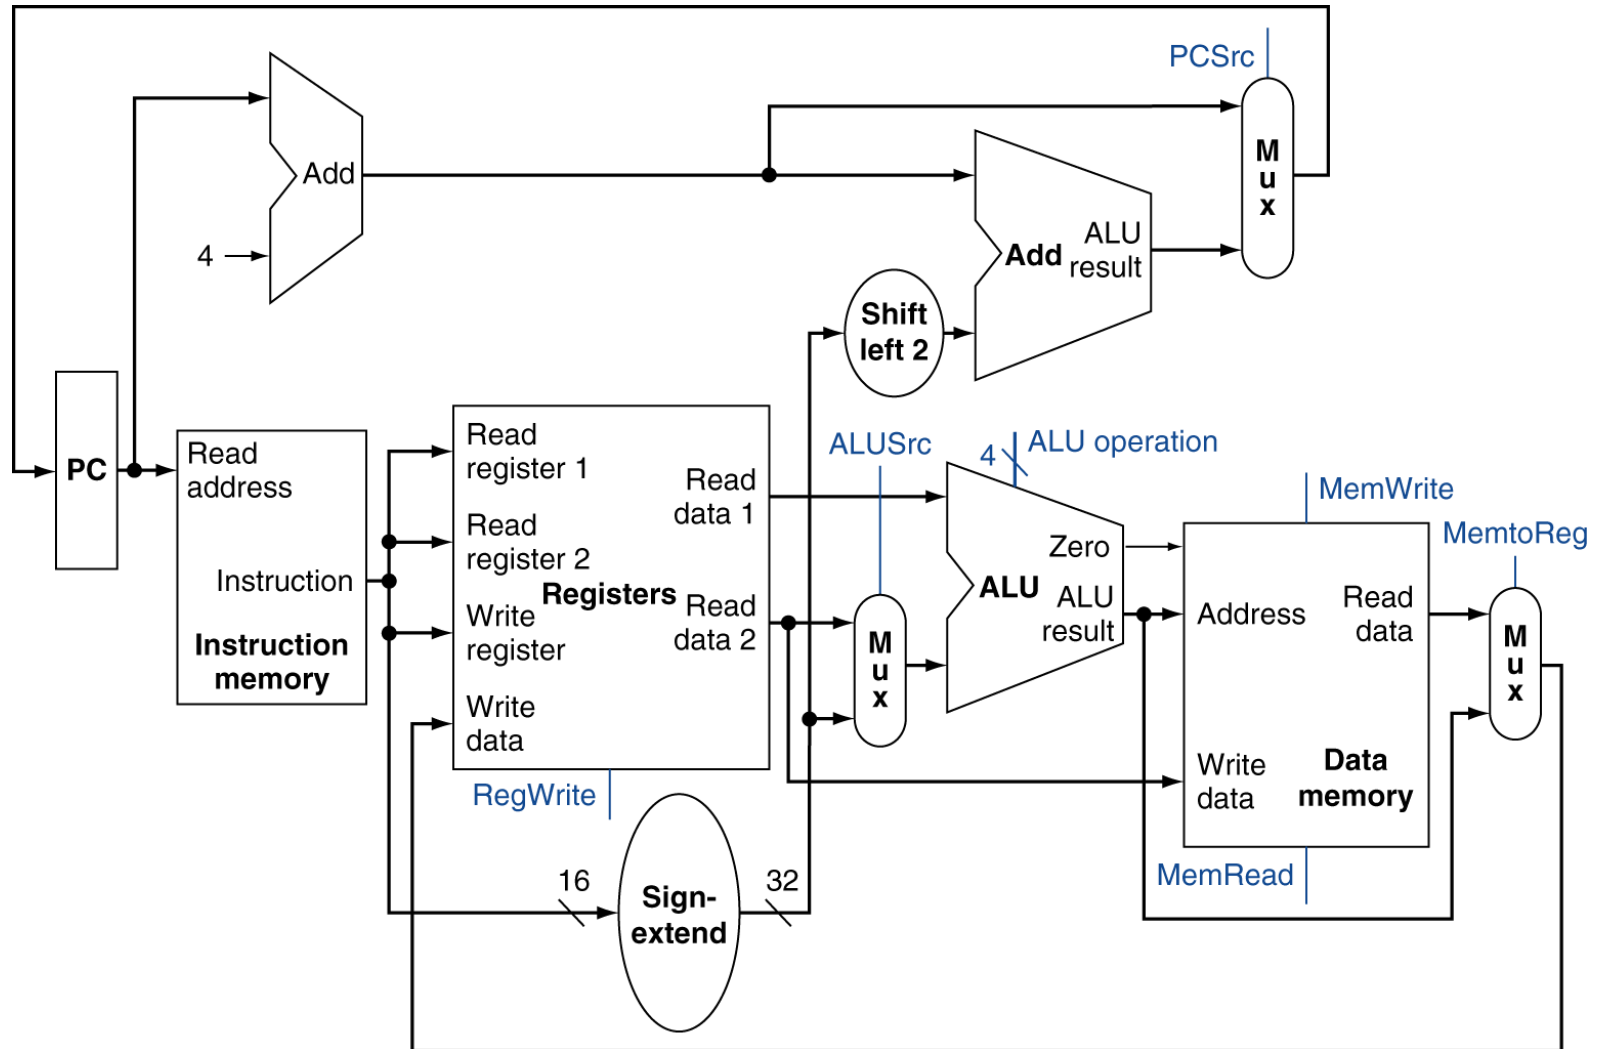 PCSrc
Add
4
M
u
x
Add
ALU
result
Shift
left 2
PC
Read
address
Instruction
Instruction
memory
Read
register 1
Read
register 2
Write
register
Write
data
Registers
Read
data 1
Read
data 2
RegWrite
16
Sign-
extend
32
ALUSrc
M
u
x
4
ALU operation
Zero
ALU
ALU
result
MemWrite
Address
Read
data
Write
data
Data
memory
MemRead
MemtoReg
M
u
x